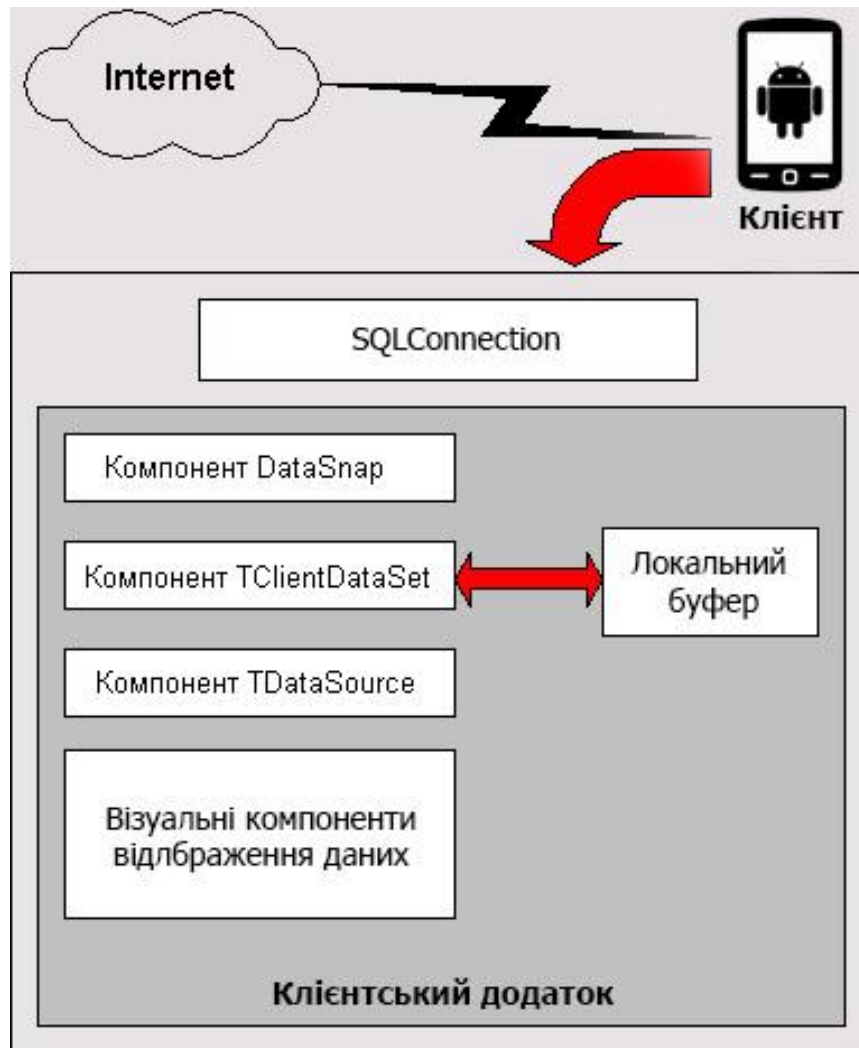 Internet
Клієнт
SQLConnection
Компонент DataSnap
Компонент TClientDataSet
Локальний
буфер
Компонент TDataSource
Візуальні компоненти
відлбраження даних
Клієнтський додаток